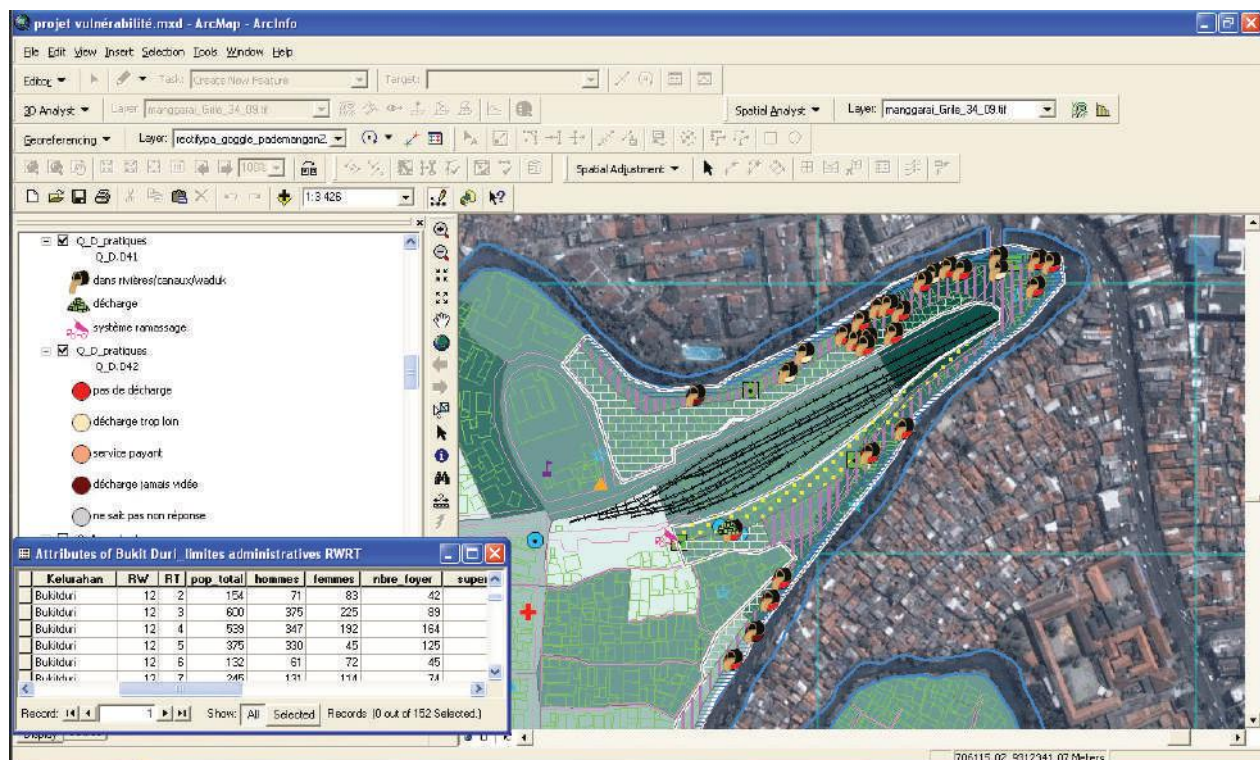 projet vulnérabilité.mxd - ArcMap - ArcInfo
File Edit View Insert Selection Tools Window Help
Editor Task: Create New Feature Target:
3D Analyst Layer: manggarai_Grile_34_09.tif Spatial Analyst Layer: manggarai_Grile_34_09.tif
Georeferencing Layer: rectifypa_goggle_pademangan2.
100% Spatial Adjustment
1:3 426
Q_D_pratiques
Q_D.D41
dans rivières/canaux/waduk
décharge
système ramassage
Q_D_pratiques
Q_D.D42
pas de décharge
décharge trop loin
service payant
décharge jamais vidée
ne sait pas non réponse
Attributes of Bukit Duri_limites administratives RWRT
Kelurahan RW RT pop_total hommes femmes nbre_foyer super
Bukitduri 12 2 154 71 83 42
Bukitduri 12 3 600 375 225 89
Bukitduri 12 4 539 347 192 164
Bukitduri 12 5 375 330 45 125
Bukitduri 12 6 132 61 72 45
Bukitduri 12 7 245 131 114 74
Record: 1 Show: All Selected Records (0 out of 152 Selected.)
Display
706115.02 9312341.07 Meters